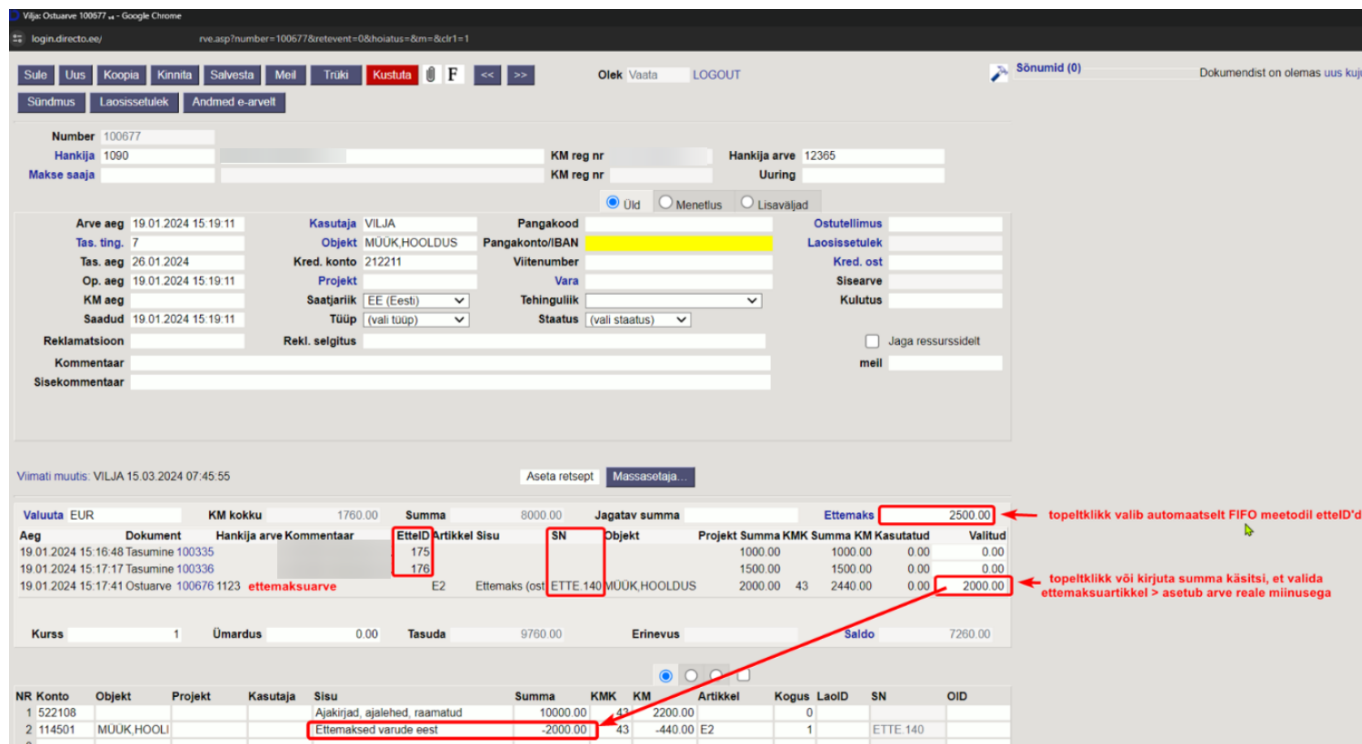 Vilja: Ostuarve 100677 - Google Chrome
login.directo.ee/ rve.asp?number=100677&retevent=0&hoiatus=&m=&clr1=1
Sule Uus Koopia Kinnita Salvesta Meil Trüki Kustuta F << >> Olek Vaata LOGOUT Sõnumid (0) Dokumendist on olemas uus kuju
Sündmus Laosissetulek Andmed e-arvelt
Number 100677
Hankija 1090 KM reg nr Hankija arve 12365
Makse saaja KM reg nr Uuring
Üld Menetlus Lisaväljad
Arve aeg 19.01.2024 15:19:11 Kasutaja VILJA Pangakood Ostutellimus
Tas. ting. 7 Objekt MÜÜK,HOOLDUS Pangakonto/IBAN Laosissetulek
Tas. aeg 26.01.2024 Kred. konto 212211 Viitenumber Kred. ost
Op. aeg 19.01.2024 15:19:11 Projekt Vara Sisearve
KM aeg Saatjariik EE (Eesti) Tehinguliik Kulutus
Saadud 19.01.2024 15:19:11 Tüüp (vali tüüp) Staatus (vali staatus)
Reklamatsioon Rekl. selgitus Jaga ressurssidelt
Kommentaar meil
Sisekommentaar
Viimati muutis: VILJA 15.03.2024 07:45:55 Aseta retsept Massasetaja...
Valuuta EUR KM kokku 1760.00 Summa 8000.00 Jagatav summa Ettemaks 2500.00 topeltklikk valib automaatselt FIFO meetodil etteID'd
Aeg Dokument Hankija arve Kommentaar EtteID Artikkel Sisu SN Objekt Projekt Summa KMK Summa KM Kasutatud Valitud
19.01.2024 15:16:48 Tasumine 100335 175 1000.00 1000.00 0.00 0.00
19.01.2024 15:17:17 Tasumine 100336 176 1500.00 1500.00 0.00 0.00
19.01.2024 15:17:41 Ostuarve 100676 1123 ettemaksuarve E2 Ettemaks (ost ETTE.140 MÜÜK,HOOLDUS 2000.00 43 2440.00 0.00 2000.00
topeltklikk või kirjuta summa käsitsi, et valida
ettemaksuartikkel > asetub arve reale miinusega
Kurss 1 Ümardus 0.00 Tasuda 9760.00 Erinevus Saldo 7260.00
NR Konto Objekt Projekt Kasutaja Sisu Summa KMK KM Artikkel Kogus LaoID SN OID
1 522108 Ajakirjad, ajalehed, raamatud 10000.00 43 2200.00 0
2 114501 MÜÜK,HOOLI Ettemaksed varude eest -2000.00 43 -440.00 E2 1 ETTE.140